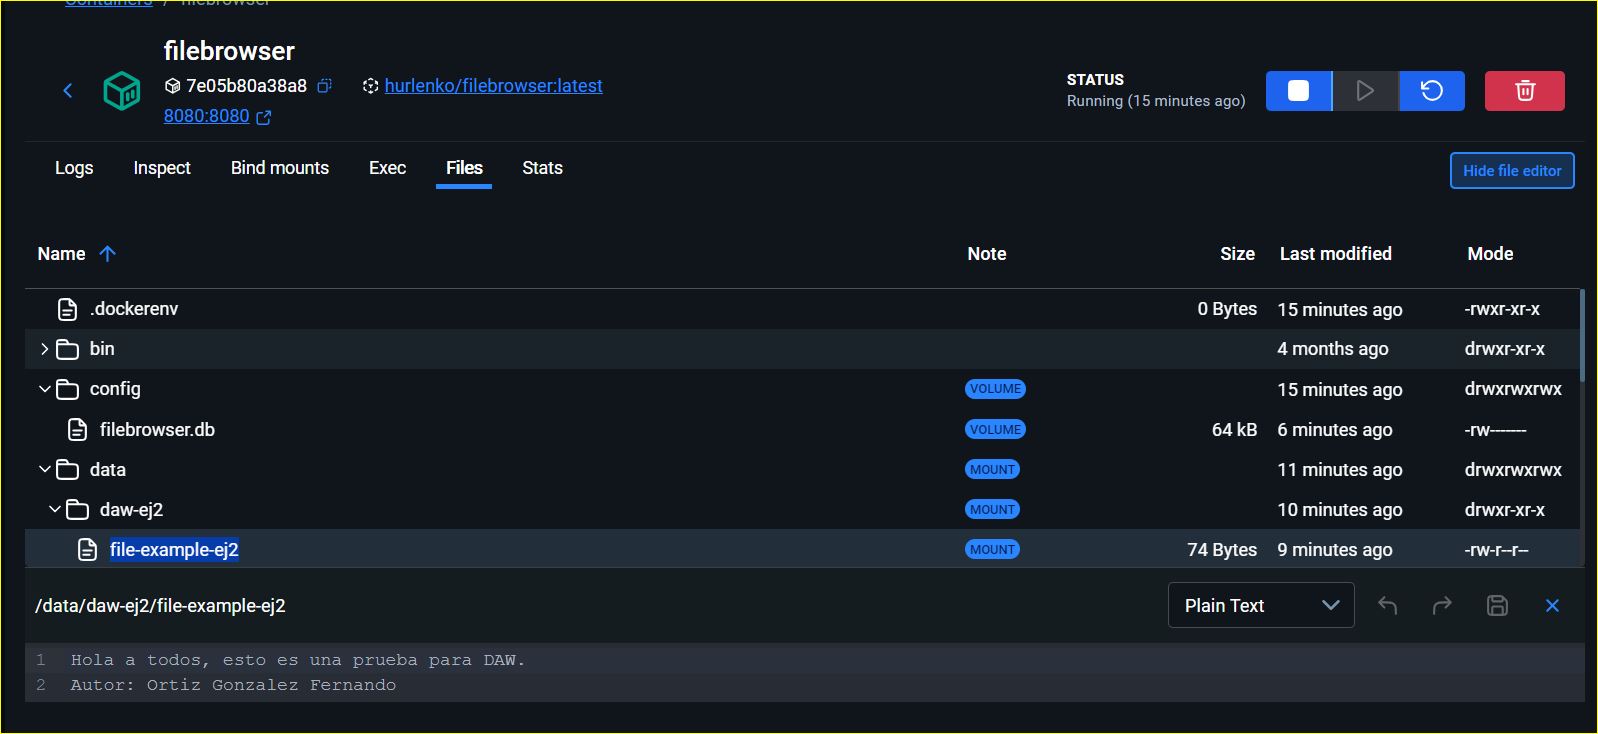 Containers / filebrowser
filebrowser
7e05b80a38a8 hurlenko/filebrowser:latest
8080:8080
STATUS
Running (15 minutes ago)
Logs Inspect Bind mounts Exec Files Stats
Hide file editor
Name Note Size Last modified Mode
.dockerenv 0 Bytes 15 minutes ago -rwxr-xr-x
bin 4 months ago drwxr-xr-x
config VOLUME 15 minutes ago drwxrwxrwx
filebrowser.db VOLUME 64 kB 6 minutes ago -rw-------
data MOUNT 11 minutes ago drwxrwxrwx
daw-ej2 MOUNT 10 minutes ago drwxr-xr-x
file-example-ej2 MOUNT 74 Bytes 9 minutes ago -rw-r--r--
/data/daw-ej2/file-example-ej2 Plain Text
1 Hola a todos, esto es una prueba para DAW.
2 Autor: Ortiz Gonzalez Fernando